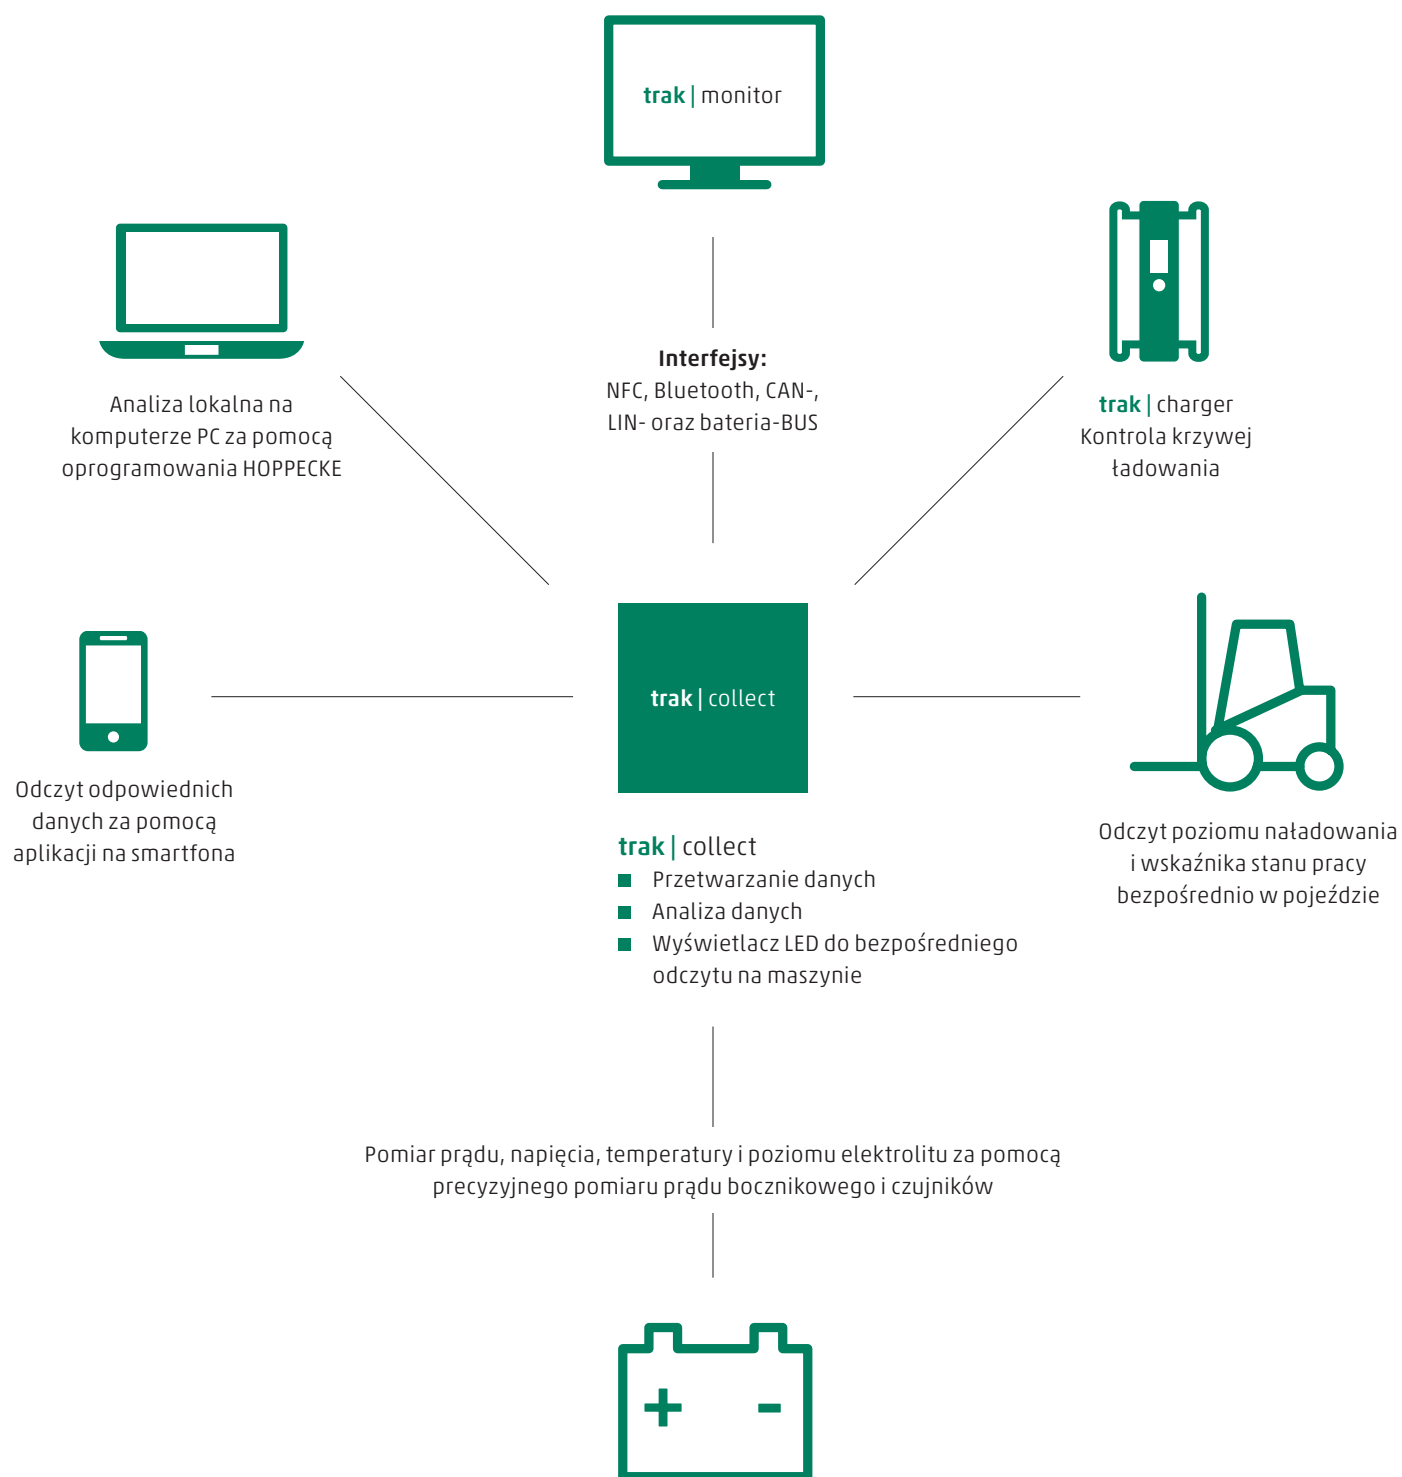 trak | monitor
Interfejsy:
NFC, Bluetooth, CAN-,
LIN- oraz bateria-BUS
Analiza lokalna na
komputerze PC za pomocą
oprogramowania HOPPECKE
trak | charger
Kontrola krzywej
ładowania
trak | collect
Odczyt odpowiednich
danych za pomocą
aplikacji na smartfona
Odczyt poziomu naładowania
i wskaźnika stanu pracy
bezpośrednio w pojeździe
trak | collect
Przetwarzanie danych
Analiza danych
Wyświetlacz LED do bezpośredniego
odczytu na maszynie
Pomiar prądu, napięcia, temperatury i poziomu elektrolitu za pomocą
precyzyjnego pomiaru prądu bocznikowego i czujników
+ -